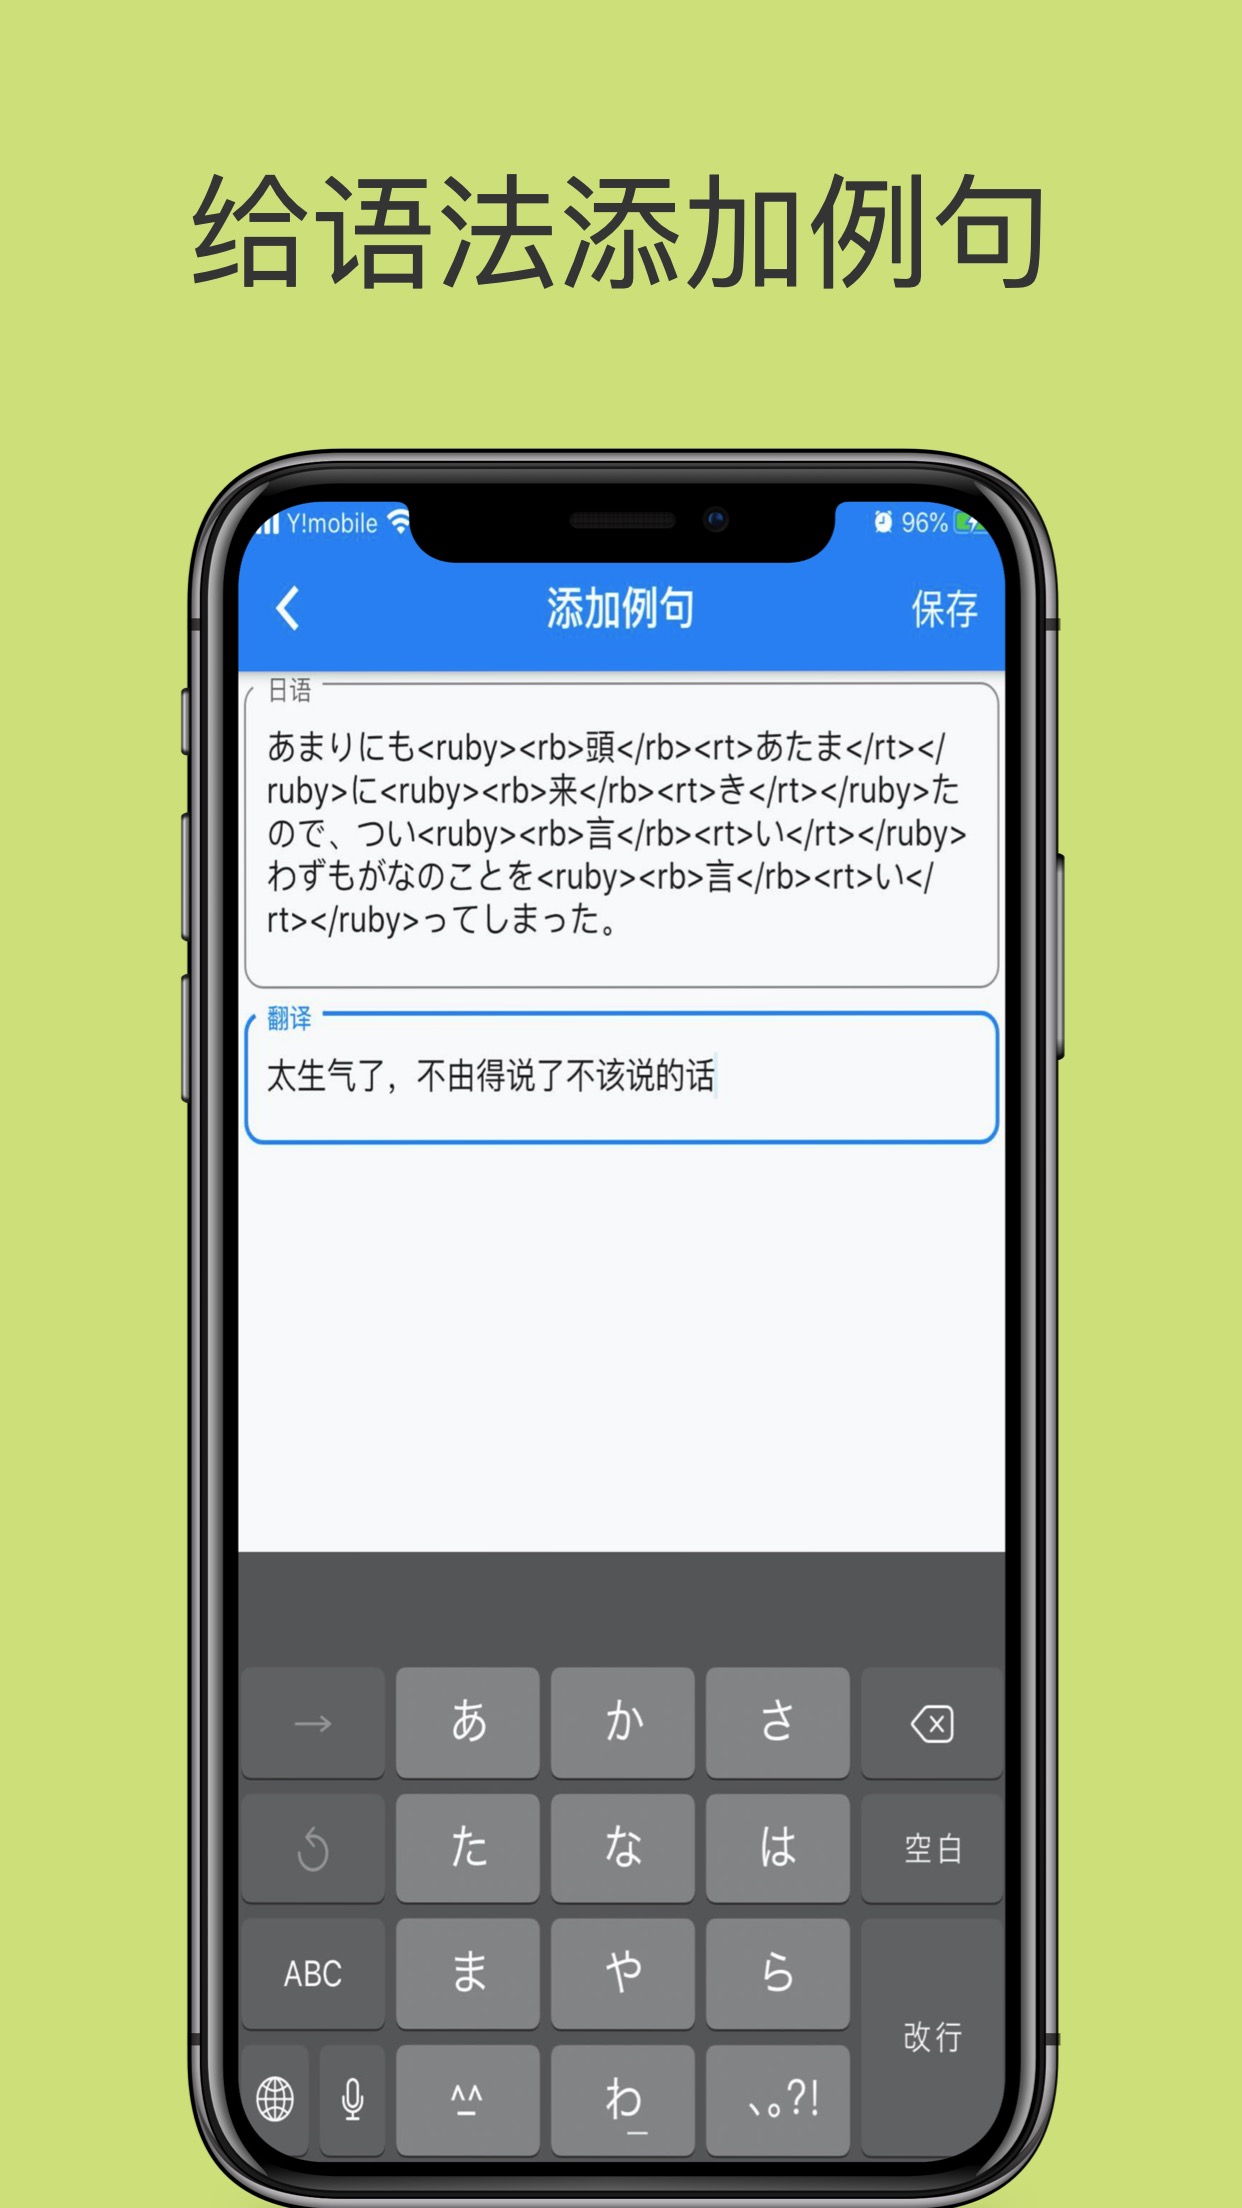 给语法添加例句
Y!mobile 96%
添加例句 保存
日语
あまりにも<ruby><rb>頭</rb><rt>あたま</rt></
ruby>に<ruby><rb>来</rb><rt>き</rt></ruby>た
ので、つい<ruby><rb>言</rb><rt>い</rt></ruby>
わずもがなのことを<ruby><rb>言</rb><rt>い</
rt></ruby>ってしまった。
翻译
太生气了，不由得说了不该说的话
→ あ か さ
た な は 空白
ABC ま や ら
改行
^_^ わ_ 、。?!